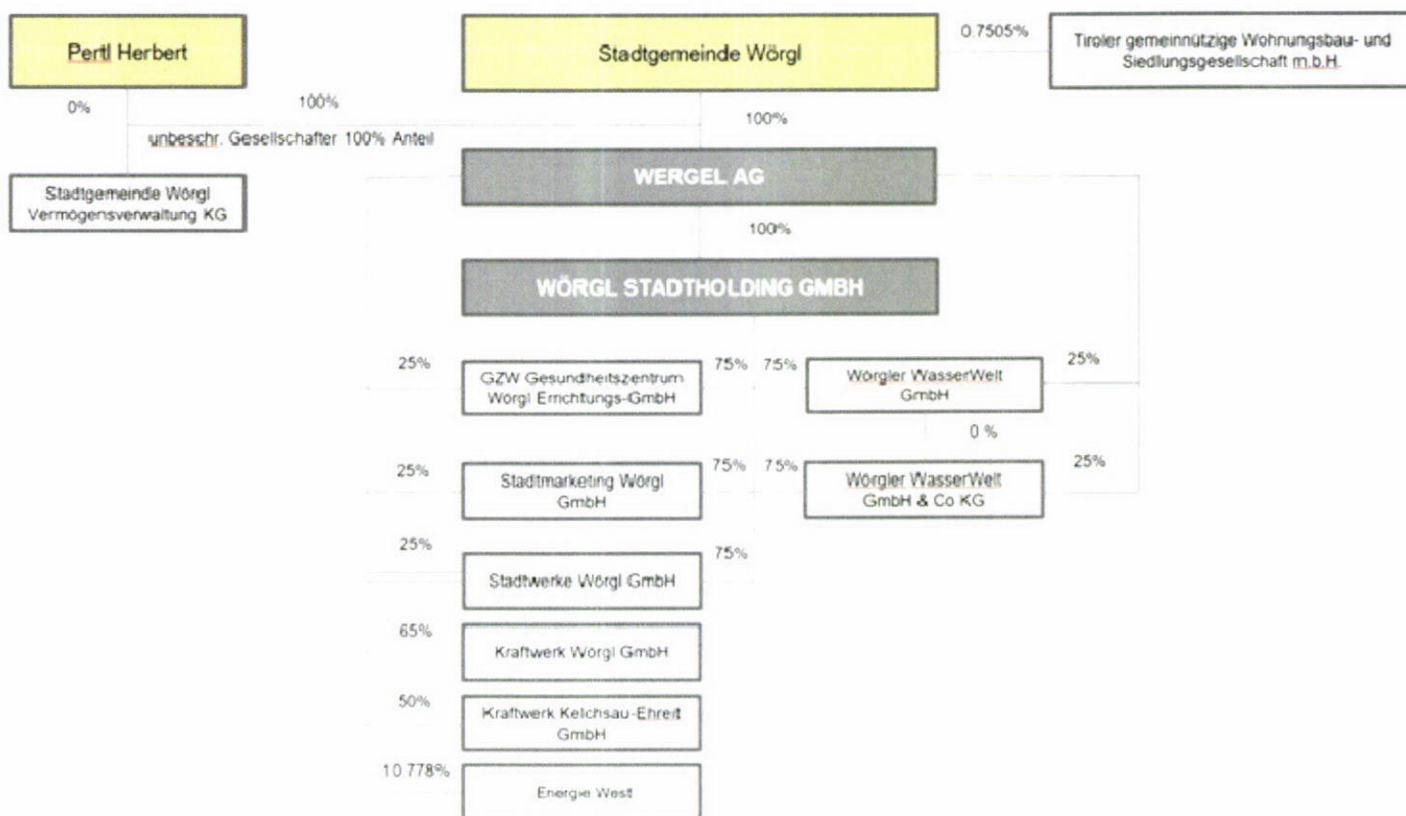 Pertl Herbert
Stadtgemeinde Wörgl
0.7505%
Tiroler gemeinnützige Wohnungsbau- und
Siedlungsgesellschaft m.b.H.
0%
100%
100%
unbeschr. Gesellschafter 100% Anteil
WERGEL AG
Stadtgemeinde Wörgl
Vermögensverwaltung KG
100%
WÖRGL STADTHOLDING GMBH
25%
GZW Gesundheitszentrum
Wörgl Errichtungs-GmbH
75%
75%
Wörgler WasserWelt
GmbH
25%
0 %
25%
Stadtmarketing Wörgl
GmbH
75%
75%
Wörgler WasserWelt
GmbH & Co KG
25%
25%
Stadtwerke Wörgl GmbH
75%
65%
Kraftwerk Wörgl GmbH
50%
Kraftwerk Kelchsau-Ehreit
GmbH
10.778%
Energie West